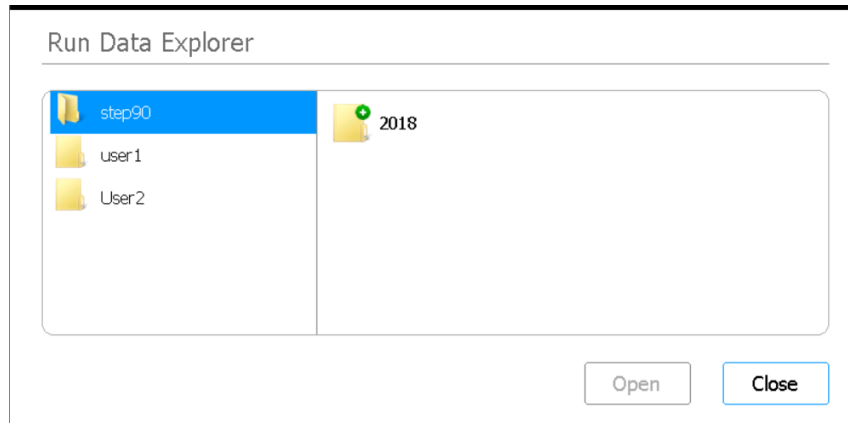 Run Data Explorer
step90
user1
User2
2018
Open
Close